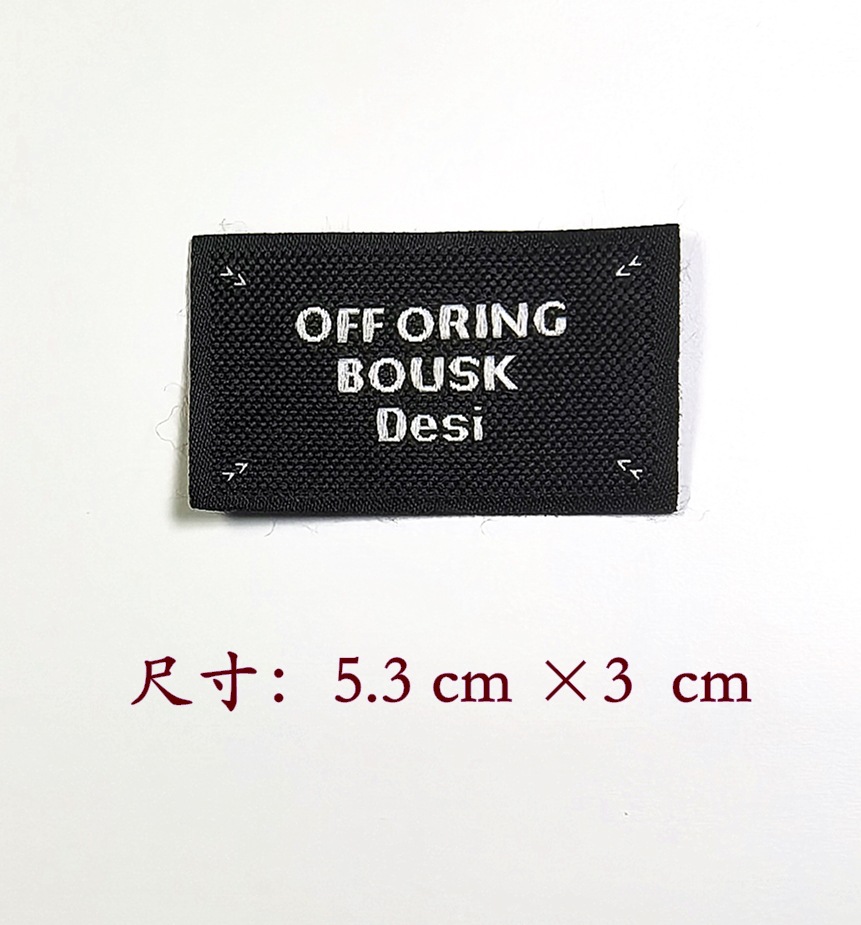 OFF ORING
BOUSK
Desi
尺寸：5.3 cm ×3 cm